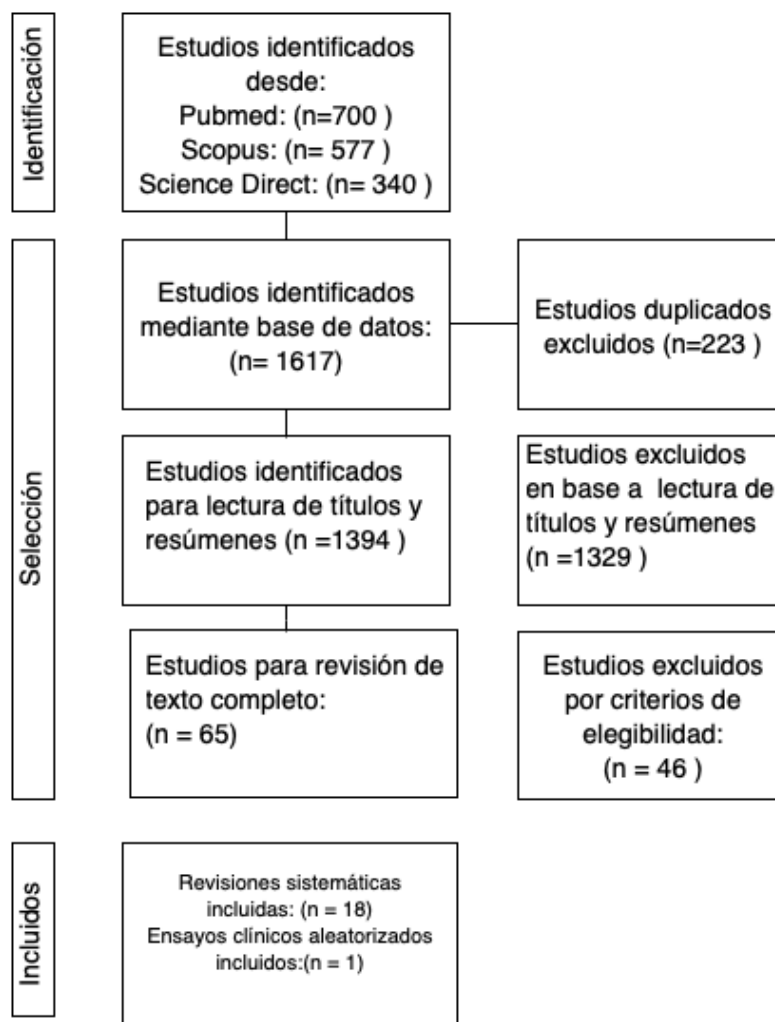 Identificación
Estudios identificados
desde:
Pubmed: (n=700 )
Scopus: (n= 577 )
Science Direct: (n= 340 )
Selección
Estudios identificados
mediante base de datos:
(n= 1617)
Estudios duplicados
excluidos (n=223 )
Estudios identificados
para lectura de títulos y
resúmenes (n =1394 )
Estudios excluidos
en base a lectura de
títulos y resúmenes
(n =1329 )
Estudios para revisión de
texto completo:
(n = 65)
Estudios excluidos
por criterios de
elegibilidad:
(n = 46 )
Incluidos
Revisiones sistemáticas
incluidas: (n = 18)
Ensayos clínicos aleatorizados
incluidos:(n = 1)